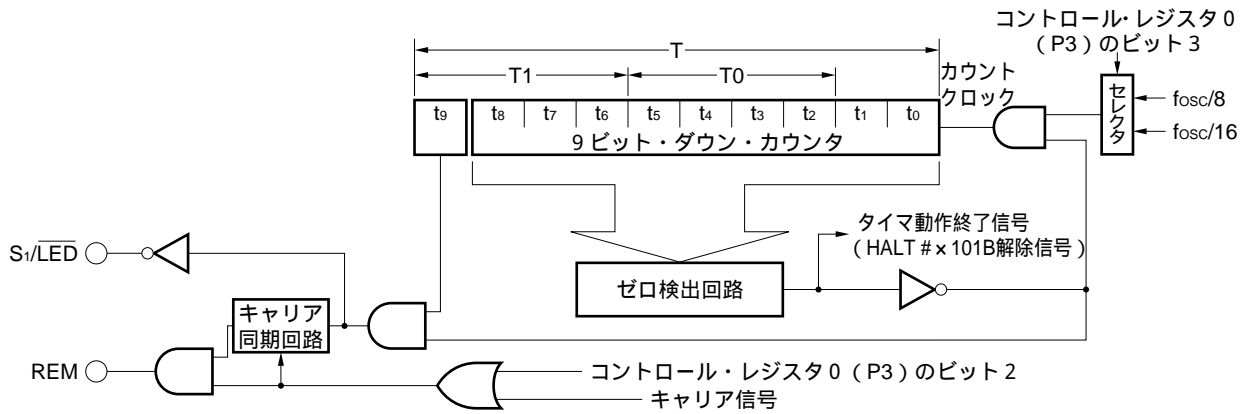 コントロール・レジスタ0
(P3)のビット3
T
T1
T0
カウント
クロック
セレクタ
fosc/8
fosc/16
t9
t8
t7
t6
t5
t4
t3
t2
t1
t0
9ビット・ダウン・カウンタ
タイマ動作終了信号
(HALT #×101B解除信号)
S1/LED
ゼロ検出回路
キャリア
同期回路
REM
コントロール・レジスタ0(P3)のビット2
キャリア信号